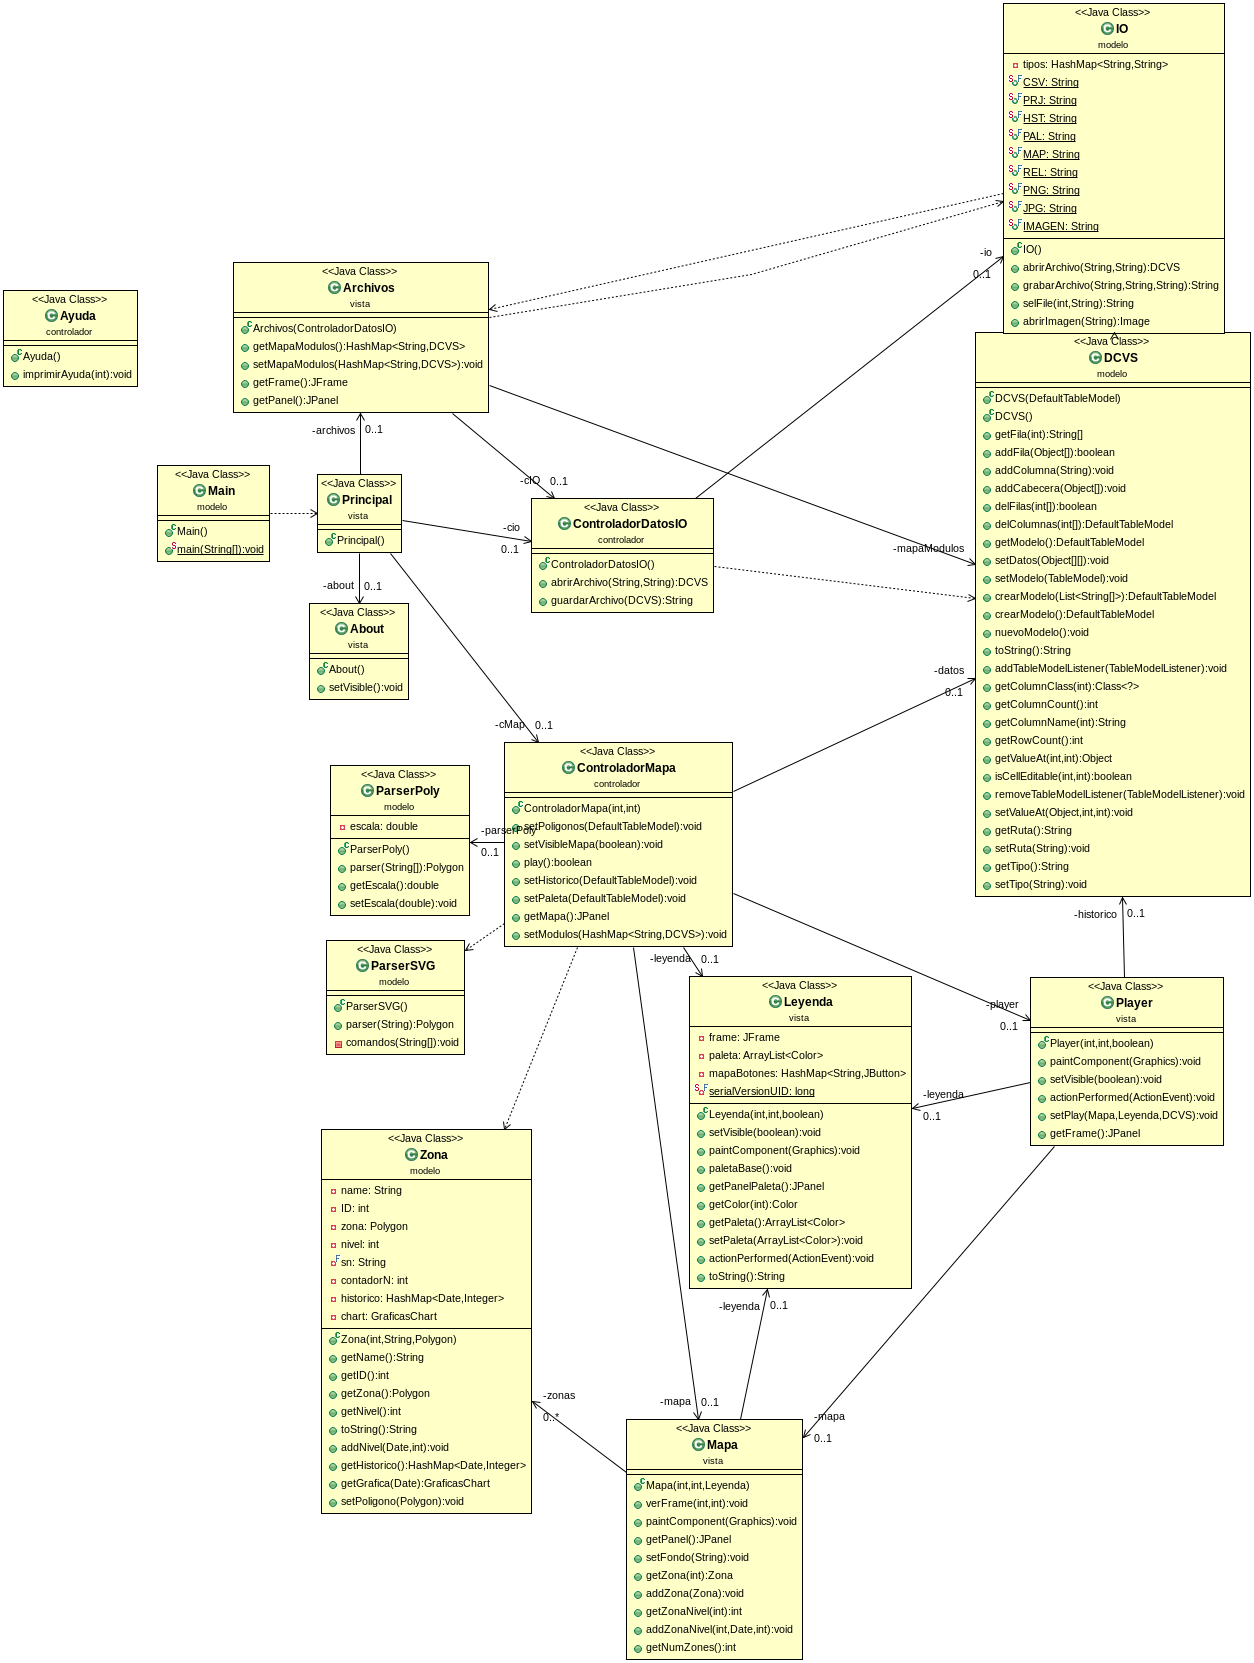 <<Java Class>>
IO
modelo
tipos: HashMap<String,String>
CSV: String
PRJ: String
HST: String
PAL: String
MAP: String
REL: String
PNG: String
JPG: String
IMAGEN: String
IO()
abrirArchivo(String,String):DCVS
grabarArchivo(String,String,String):String
selFile(int,String):String
abrirImagen(String):Image
-io
0..1
<<Java Class>>
Archivos
vista
Archivos(ControladorDatosIO)
getMapaModulos():HashMap<String,DCVS>
setMapaModulos(HashMap<String,DCVS>):void
getFrame():JFrame
getPanel():JPanel
<<Java Class>>
Ayuda
controlador
Ayuda()
imprimirAyuda(int):void
<<Java Class>>
DCVS
modelo
DCVS(DefaultTableModel)
DCVS()
getFila(int):String[]
addFila(Object[]):boolean
addColumna(String):void
addCabecera(Object[]):void
delFilas(int[]):boolean
delColumnas(int[]):DefaultTableModel
getModelo():DefaultTableModel
setDatos(Object[][]):void
setModelo(TableModel):void
crearModelo(List<String[]>):DefaultTableModel
crearModelo():DefaultTableModel
nuevoModelo():void
toString():String
addTableModelListener(TableModelListener):void
getColumnClass(int):Class<?>
getColumnCount():int
getColumnName(int):String
getRowCount():int
getValueAt(int,int):Object
isCellEditable(int,int):boolean
removeTableModelListener(TableModelListener):void
setValueAt(Object,int,int):void
getRuta():String
setRuta(String):void
getTipo():String
setTipo(String):void
-archivos
0..1
<<Java Class>>
Main
modelo
Main()
main(String[]):void
<<Java Class>>
Principal
vista
Principal()
-cIO
0..1
-cio
0..1
<<Java Class>>
ControladorDatosIO
controlador
ControladorDatosIO()
abrirArchivo(String,String):DCVS
guardarArchivo(DCVS):String
-mapaModulos
-about
0..1
<<Java Class>>
About
vista
About()
setVisible():void
-datos
0..1
-cMap
0..1
<<Java Class>>
ControladorMapa
controlador
ControladorMapa(int,int)
setPoligonos(DefaultTableModel):void
setVisibleMapa(boolean):void
play():boolean
setHistorico(DefaultTableModel):void
setPaleta(DefaultTableModel):void
getMapa():JPanel
setModulos(HashMap<String,DCVS>):void
<<Java Class>>
ParserPoly
modelo
escala: double
ParserPoly()
parser(String[]):Polygon
getEscala():double
setEscala(double):void
-parserPoly
0..1
<<Java Class>>
ParserSVG
modelo
ParserSVG()
parser(String):Polygon
comandos(String[]):void
-historico
0..1
-leyenda
0..1
<<Java Class>>
Leyenda
vista
frame: JFrame
paleta: ArrayList<Color>
mapaBotones: HashMap<String,JButton>
serialVersionUID: long
Leyenda(int,int,boolean)
setVisible(boolean):void
paintComponent(Graphics):void
paletaBase():void
getPanelPaleta():JPanel
getColor(int):Color
getPaleta():ArrayList<Color>
setPaleta(ArrayList<Color>):void
actionPerformed(ActionEvent):void
toString():String
-player
0..1
<<Java Class>>
Player
vista
Player(int,int,boolean)
paintComponent(Graphics):void
setVisible(boolean):void
actionPerformed(ActionEvent):void
setPlay(Mapa,Leyenda,DCVS):void
getFrame():JPanel
-leyenda
0..1
<<Java Class>>
Zona
modelo
name: String
ID: int
zona: Polygon
nivel: int
sn: String
contadorN: int
historico: HashMap<Date,Integer>
chart: GraficasChart
Zona(int,String,Polygon)
getName():String
getID():int
getZona():Polygon
getNivel():int
toString():String
addNivel(Date,int):void
getHistorico():HashMap<Date,Integer>
getGrafica(Date):GraficasChart
setPoligono(Polygon):void
-leyenda
0..1
-zonas
0..*
-mapa
0..1
-mapa
0..1
<<Java Class>>
Mapa
vista
Mapa(int,int,Leyenda)
verFrame(int,int):void
paintComponent(Graphics):void
getPanel():JPanel
setFondo(String):void
getZona(int):Zona
addZona(Zona):void
getZonaNivel(int):int
addZonaNivel(int,Date,int):void
getNumZones():int